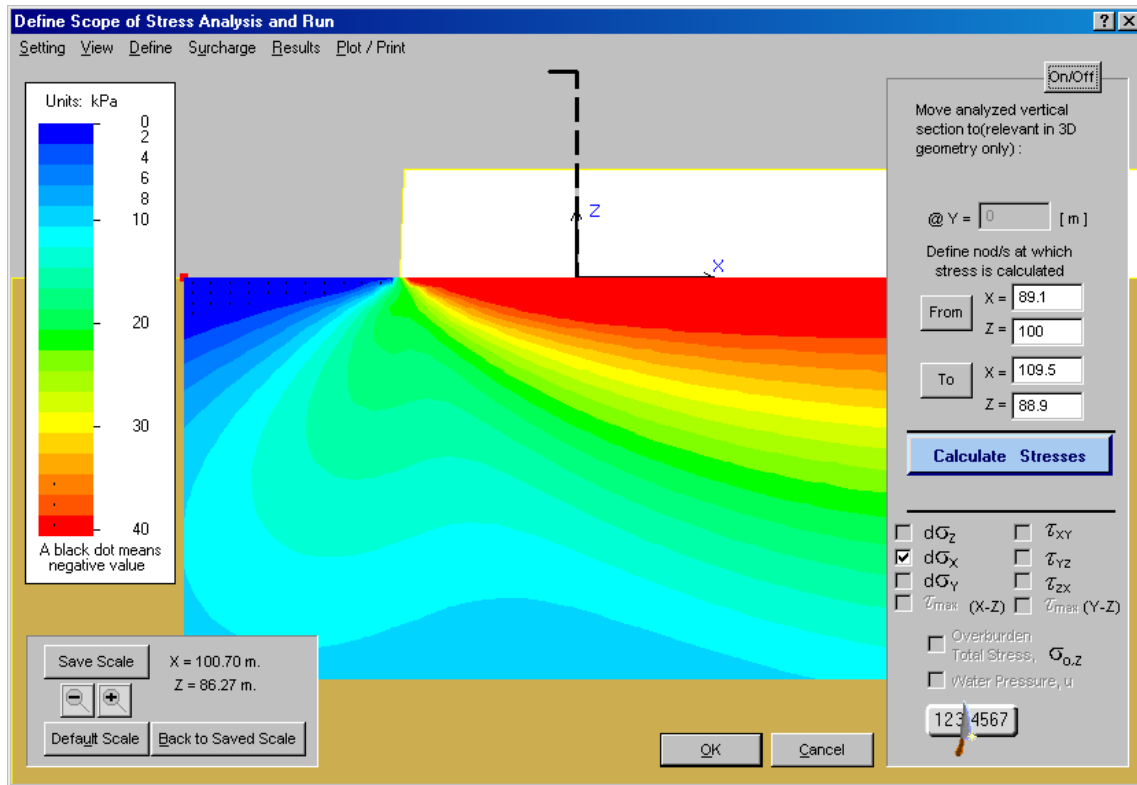 Define Scope of Stress Analysis and Run
Setting View Define Surcharge Results Plot / Print
Units: kPa
0
2
4
6
8
10
20
30
40
A black dot means
negative value
Z
X
On/Off
Move analyzed vertical
section to(relevant in 3D
geometry only) :
@ Y = 0 [ m ]
Define nod/s at which
stress is calculated
From
X = 89.1
Z = 100
To
X = 109.5
Z = 88.9
Calculate Stresses
dσZ τXY
dσX τYZ
dσY τZX
τmax (X-Z) τmax (Y-Z)
Overburden
Total Stress, σo,Z
Water Pressure, u
1234567
Save Scale
X = 100.70 m.
Z = 86.27 m.
Default Scale
Back to Saved Scale
OK
Cancel